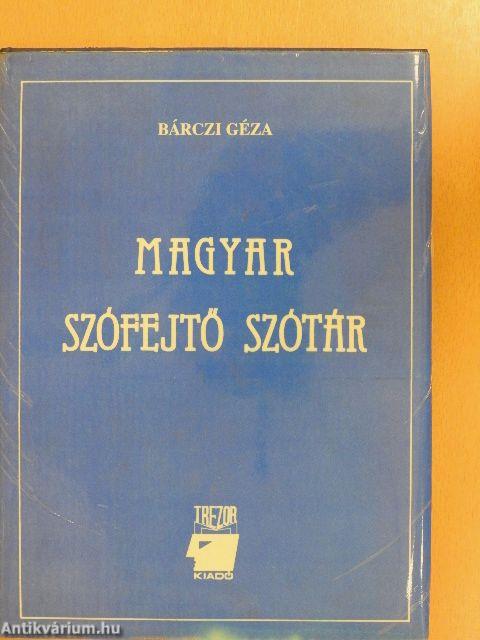 BÁRCZI GÉZA
MAGYAR
SZÓFEJTŐ SZÓTÁR
TREZOR
KIADÓ
Antikvárium.hu